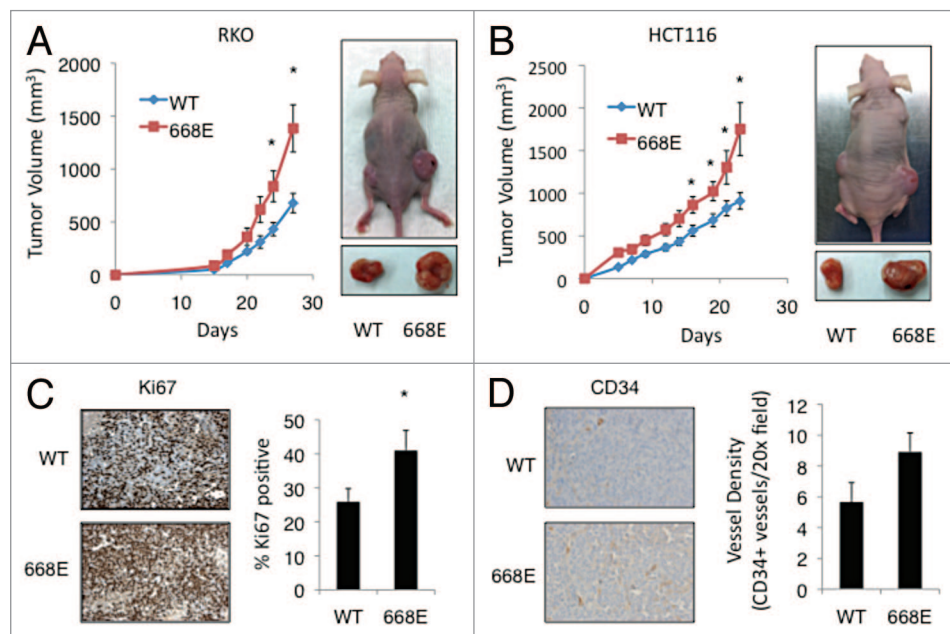 A
RKO
Tumor Volume (mm³)
2000
1500
1000
500
0
WT
668E
*
*
0
10
20
30
Days
WT 668E
B
HCT116
Tumor Volume (mm³)
2500
2000
1500
1000
500
0
WT
668E
*
*
*
*
0
10
20
30
Days
WT 668E
C
Ki67
WT
668E
% Ki67 positive
50
40
30
20
10
0
*
WT 668E
D
CD34
WT
668E
Vessel Density
(CD34+ vessels/20x field)
12
10
8
6
4
2
0
WT 668E